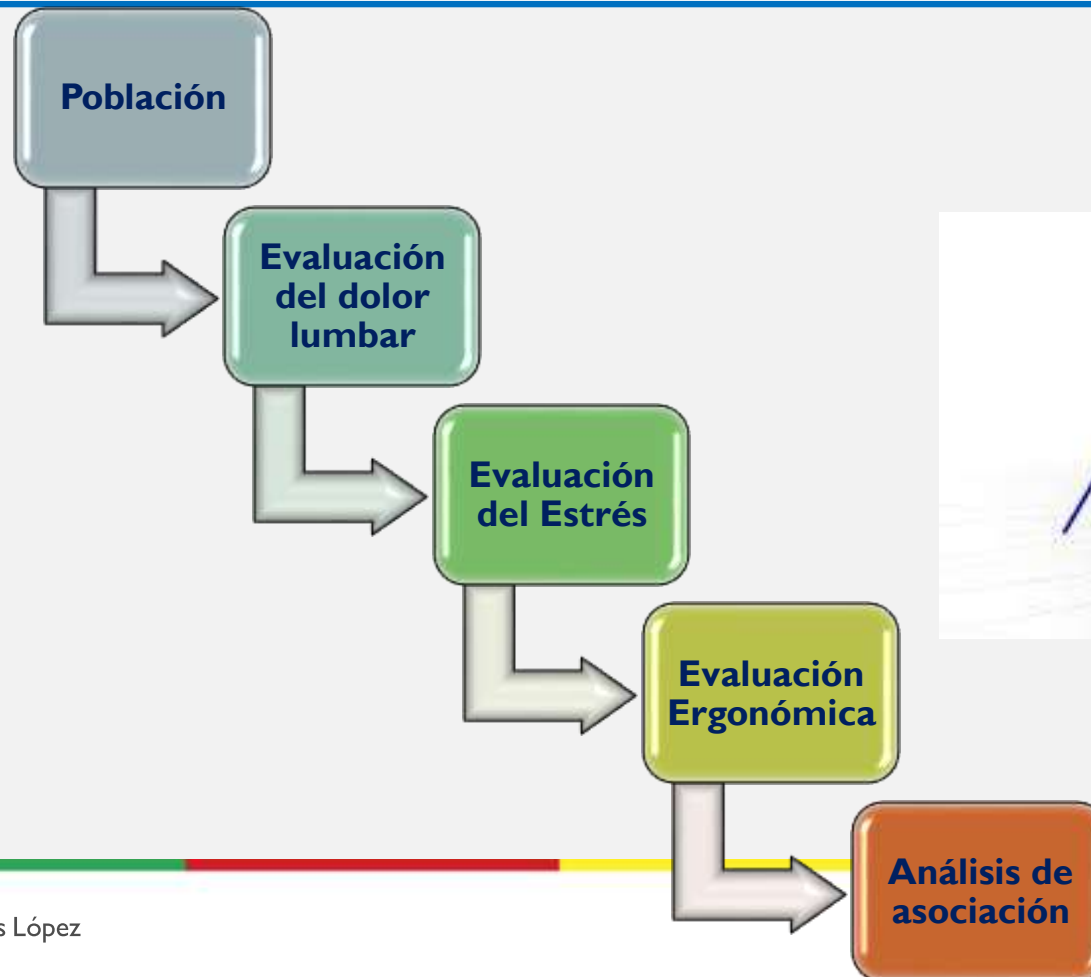 Población
Evaluación
del dolor
lumbar
Evaluación
del Estrés
Evaluación
Ergonómica
Análisis de
asociación
López